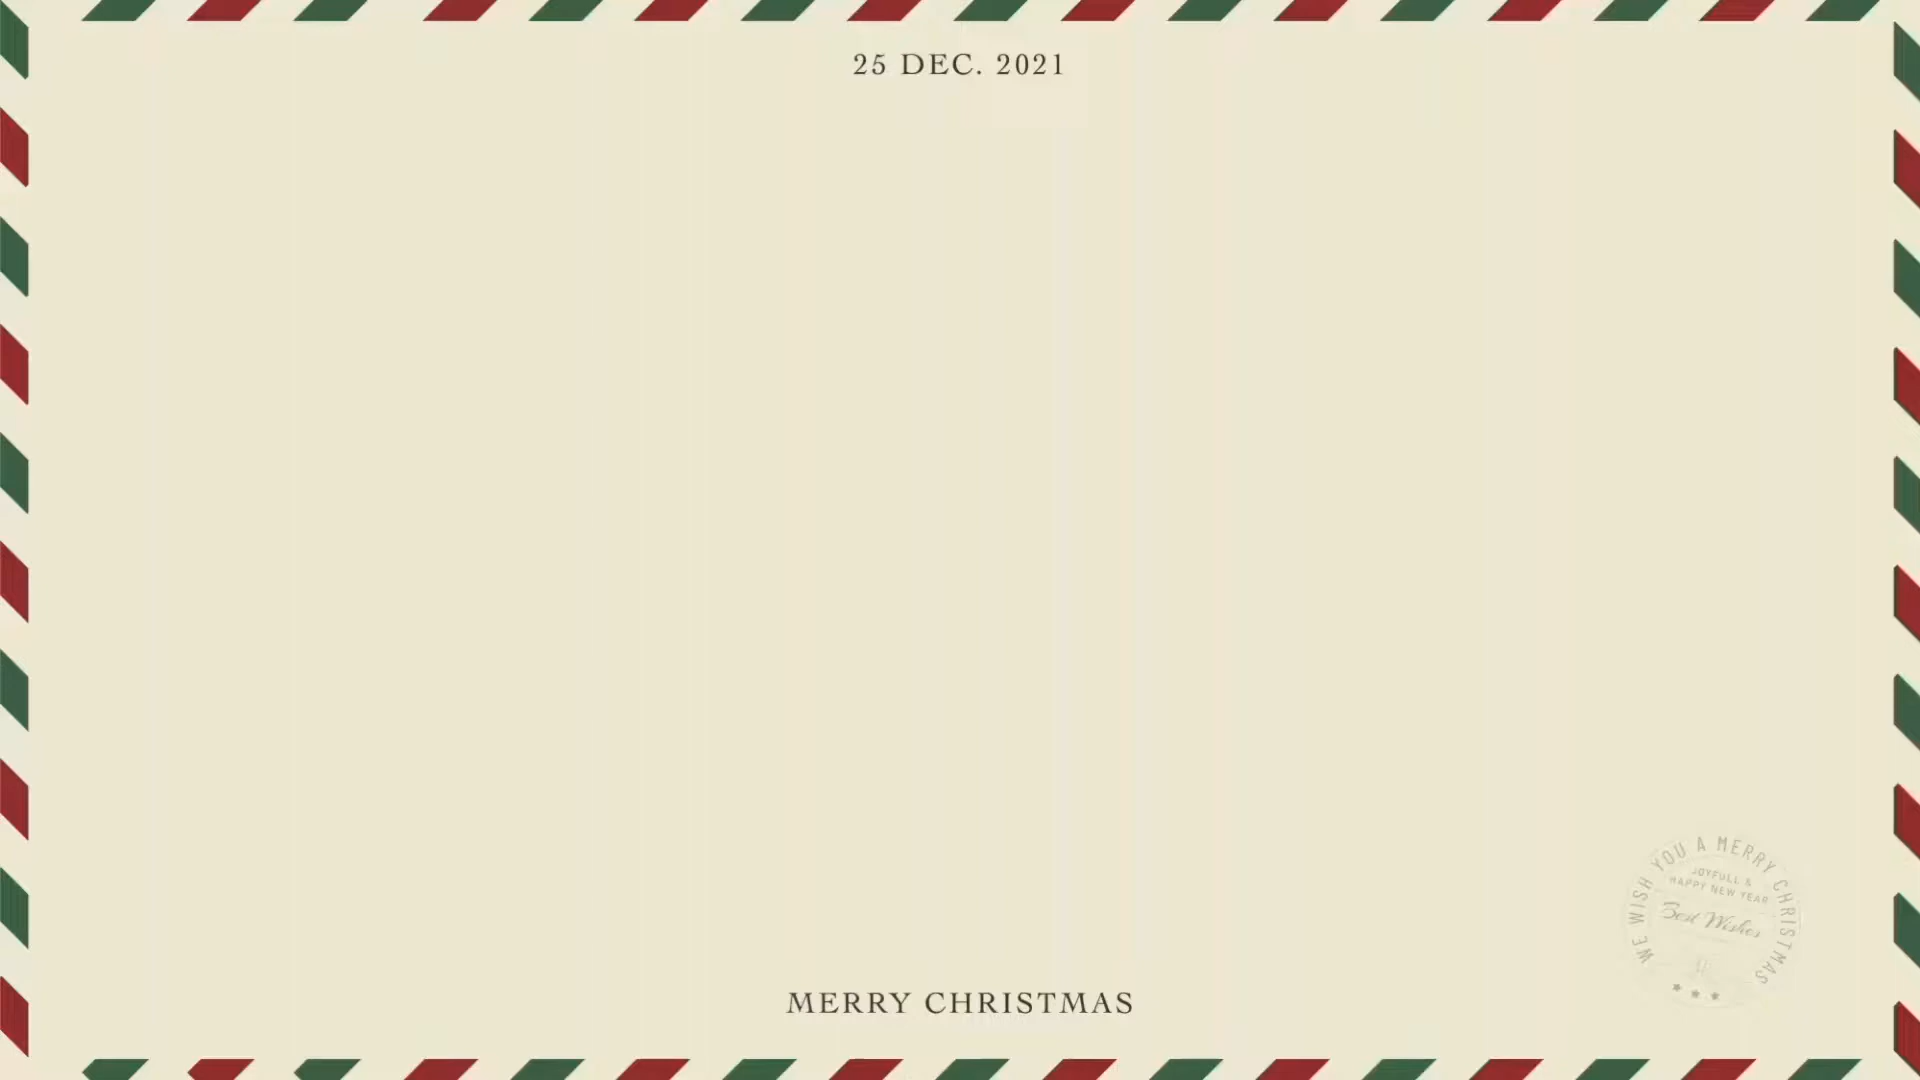 25 DEC. 2021
WE WISH YOU A MERRY CHRISTMAS
JOYFULL &
HAPPY NEW YEAR
Best Wishes
MERRY CHRISTMAS